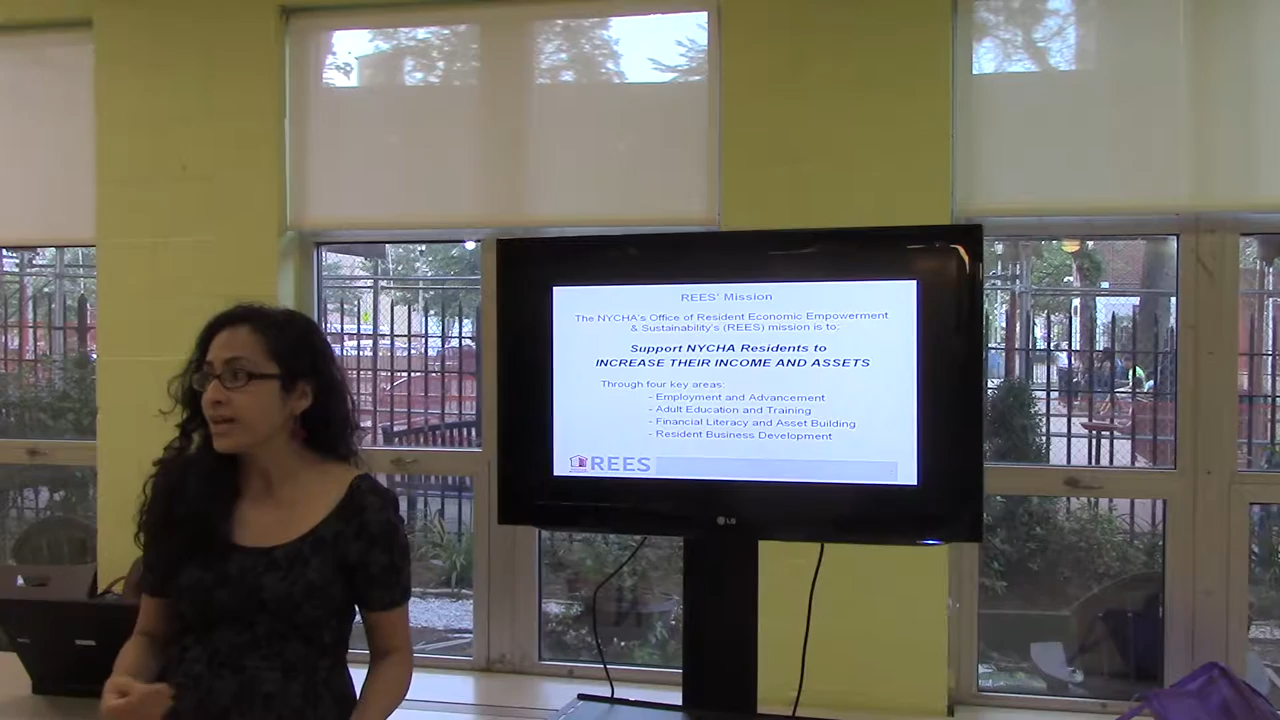 REES' Mission
The NYCHA's Office of Resident Economic Empowerment
& Sustainability's (REES) mission is to:
Support NYCHA Residents to
INCREASE THEIR INCOME AND ASSETS
Through four key areas:
- Employment and Advancement
- Adult Education and Training
- Financial Literacy and Asset Building
- Resident Business Development
REES
LG